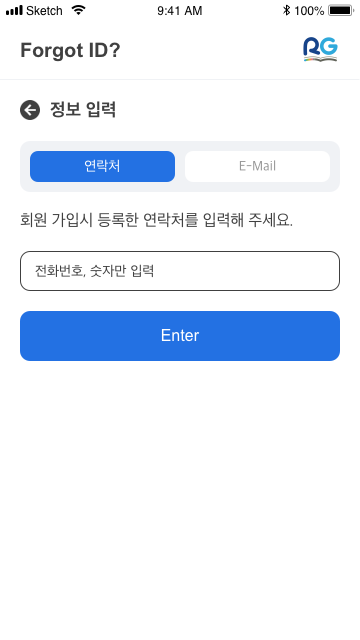 Sketch 9:41 AM 100%
Forgot ID?
RG
정보 입력
연락처 E-Mail
회원 가입시 등록한 연락처를 입력해 주세요.
전화번호, 숫자만 입력
Enter